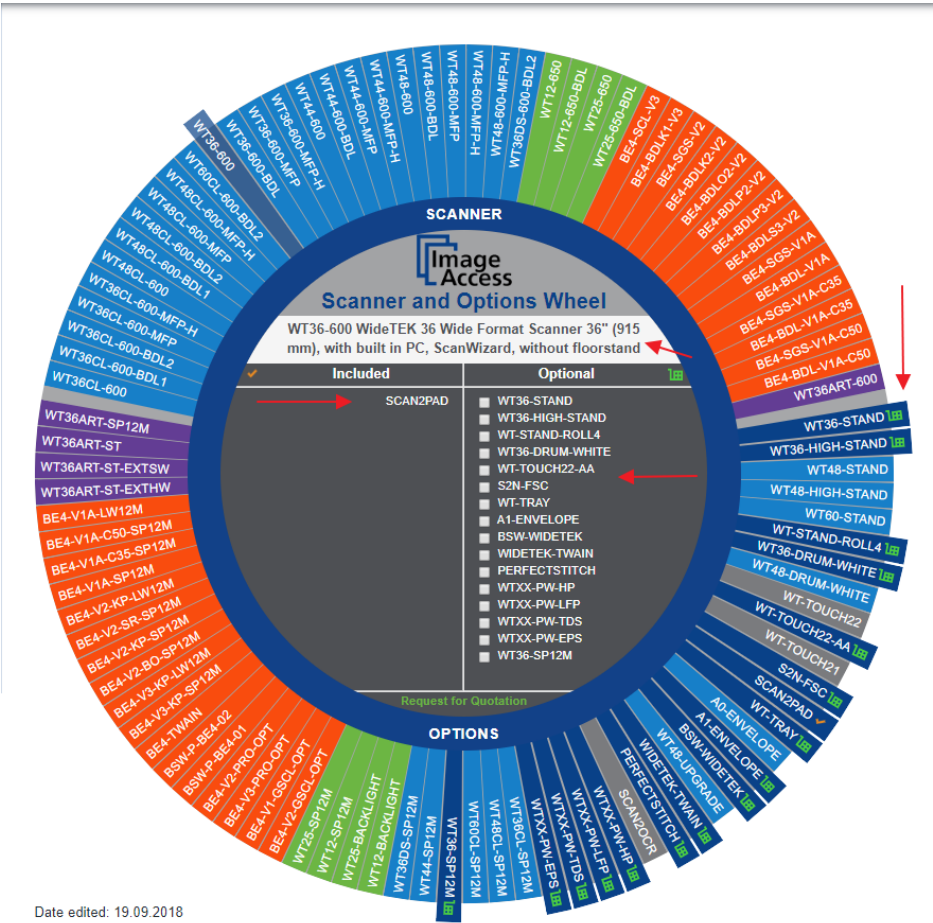 WT36CL-600
WT36CL-600-BDL1
WT36CL-600-BDL2
WT36CL-600-MFP
WT36CL-600-MFP-H
WT48CL-600
WT48CL-600-BDL1
WT48CL-600-BDL2
WT48CL-600-MFP
WT48CL-600-MFP-H
WT60CL-600-BDL2
WT36-600
WT36-600-BDL
WT36-600-MFP
WT36-600-MFP-H
WT44-600
WT44-600-BDL
WT44-600-MFP
WT44-600-MFP-H
WT48-600
WT48-600-BDL
WT48-600-MFP
WT48-600-MFP-H
WT48-600-MFP-H
WT36DS-600-BDL2
WT12-650
WT12-650-BDL
WT25-650
WT25-650-BDL
BE4-SCL-V3
BE4-BDLK1-V3
BE4-SGS-V2
BE4-BDLK2-V2
BE4-BDLO2-V2
BE4-BDLP2-V2
BE4-BDLP3-V2
BE4-BDLS3-V2
BE4-SGS-V1A
BE4-BDL-V1A
BE4-SGS-V1A-C35
BE4-BDL-V1A-C35
BE4-SGS-V1A-C50
BE4-BDL-V1A-C50
WT36ART-600
SCANNER
Image
Access
Scanner and Options Wheel
WT36-600 WideTEK 36 Wide Format Scanner 36" (915
mm), with built in PC, ScanWizard, without floorstand
Included
Optional
SCAN2PAD
WT36-STAND
WT36-HIGH-STAND
WT-STAND-ROLL4
WT36-DRUM-WHITE
WT-TOUCH22-AA
S2N-FSC
WT-TRAY
A1-ENVELOPE
BSW-WIDETEK
WIDETEK-TWAIN
PERFECTSTITCH
WTXX-PW-HP
WTXX-PW-LFP
WTXX-PW-TDS
WTXX-PW-EPS
WT36-SP12M
Request for Quotation
OPTIONS
WT36-STAND
WT36-HIGH-STAND
WT48-STAND
WT48-HIGH-STAND
WT60-STAND
WT-STAND-ROLL4
WT36-DRUM-WHITE
WT48-DRUM-WHITE
WT-TOUCH22
WT-TOUCH22-AA
WT-TOUCH21
S2N-FSC
SCAN2PAD
WT-TRAY
A0-ENVELOPE
A1-ENVELOPE
BSW-WIDETEK
WT48-UPGRADE
WIDETEK-TWAIN
PERFECTSTITCH
SCAN2OCR
WTXX-PW-HP
WTXX-PW-LFP
WTXX-PW-TDS
WTXX-PW-EPS
WT36CL-SP12M
WT48CL-SP12M
WT60CL-SP12M
WT36-SP12M
WT44-SP12M
WT36DS-SP12M
WT12-BACKLIGHT
WT25-BACKLIGHT
WT12-SP12M
WT25-SP12M
BE4-V2-GSCL-OPT
BE4-V1-GSCL-OPT
BE4-V3-PRO-OPT
BE4-V2-PRO-OPT
BSW-P-BE4-01
BSW-P-BE4-02
BE4-TWAIN
BE4-V3-KP-SP12M
BE4-V3-KP-LW12M
BE4-V2-BO-SP12M
BE4-V2-KP-SP12M
BE4-V2-SR-SP12M
BE4-V2-KP-LW12M
BE4-V1A-SP12M
BE4-V1A-C35-SP12M
BE4-V1A-C50-SP12M
BE4-V1A-LW12M
WT36ART-ST-EXTHW
WT36ART-ST-EXTSW
WT36ART-ST
WT36ART-SP12M
Date edited: 19.09.2018